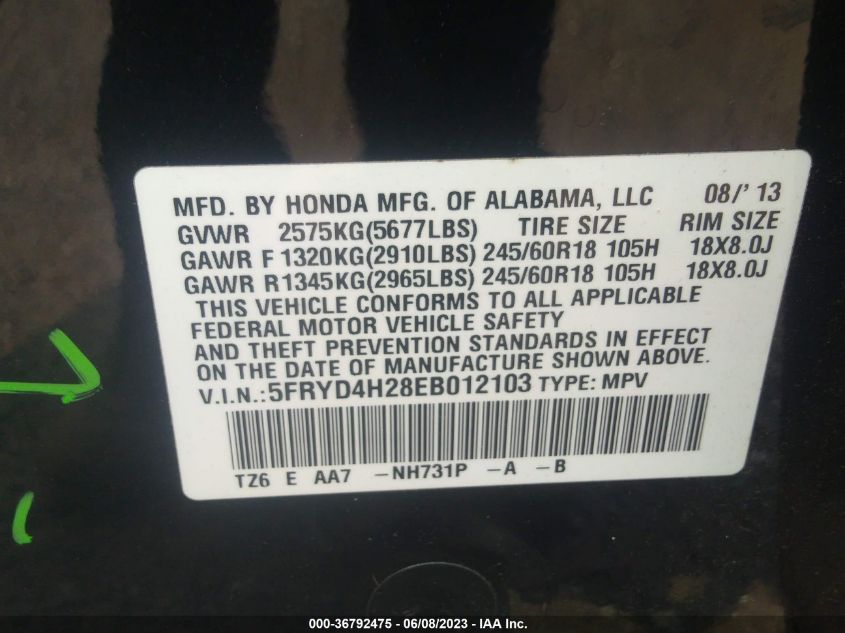 MFD. BY HONDA MFG. OF ALABAMA, LLC 08/' 13
GVWR 2575KG(5677LBS) TIRE SIZE RIM SIZE
GAWR F 1320KG(2910LBS) 245/60R18 105H 18X8.0J
GAWR R1345KG(2965LBS) 245/60R18 105H 18X8.0J
THIS VEHICLE CONFORMS TO ALL APPLICABLE
FEDERAL MOTOR VEHICLE SAFETY
AND THEFT PREVENTION STANDARDS IN EFFECT
ON THE DATE OF MANUFACTURE SHOWN ABOVE.
V.I.N.:5FRYD4H28EB012103 TYPE: MPV
TZ6 E AA7 -NH731P -A -B
000-36792475 - 06/08/2023 - IAA Inc.